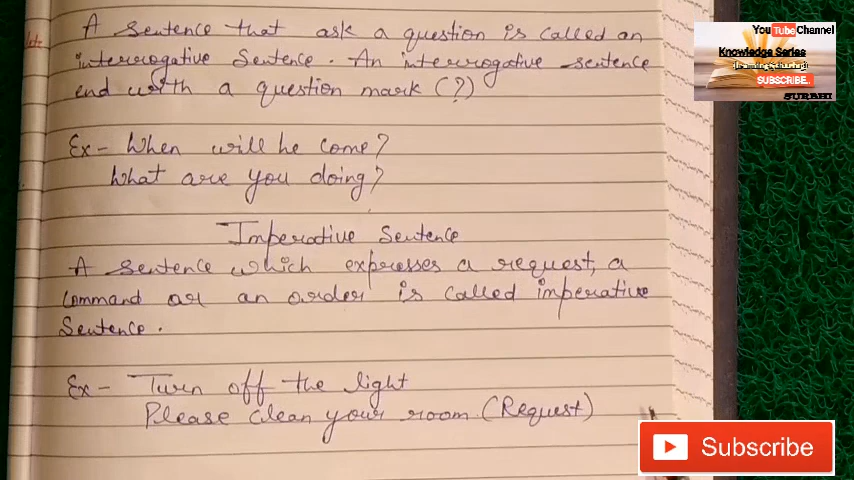 A sentence that ask a question is called an
interrogative Sentence. An interrogative sentence
end with a question mark (?)
Ex- When will he come?
What are you doing?
Imperative Sentence
A sentence which expresses a request, a
Command or an order is called imperative
Sentence.
Ex- Turn off the light
Please clean your room (Request)
YouTube Channel
Knowledge Series
SUBSCRIBE..
SURBHI
Subscribe